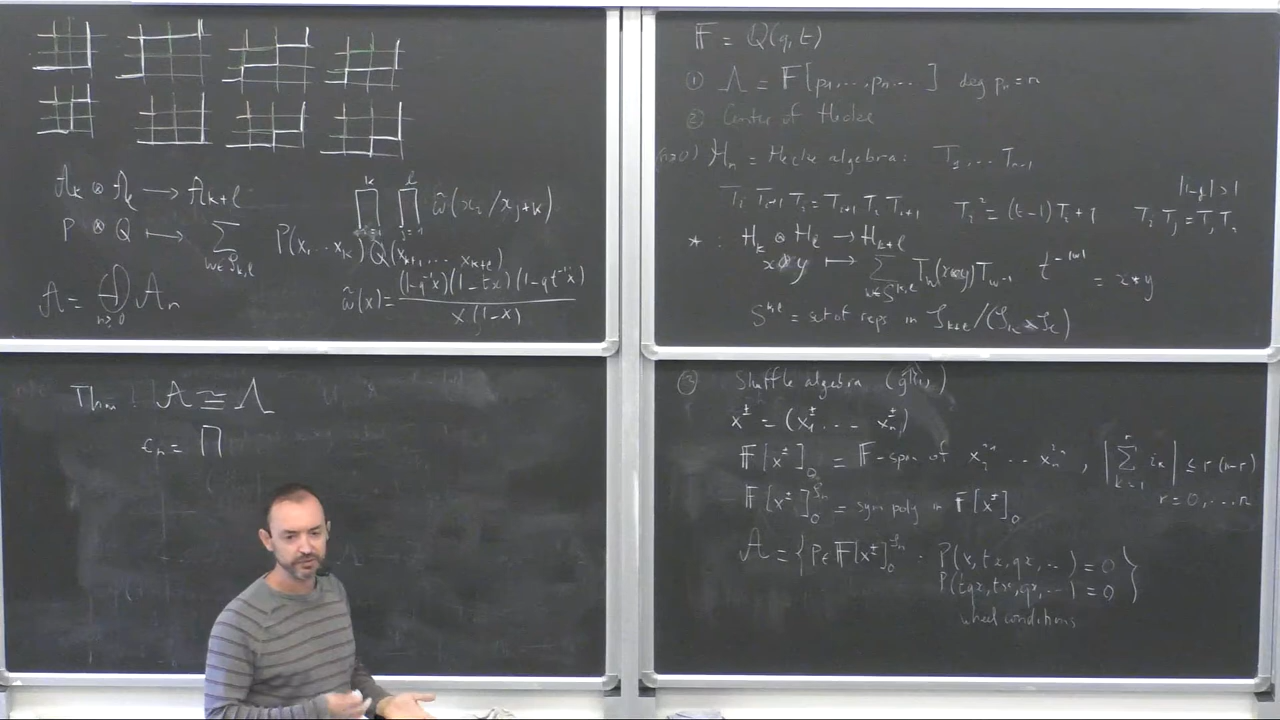 A_k ⊗ A_l → A_{k+l}
P ⊗ Q ↦ Σ_{w∈S^{k,l}} P(x_1 ... x_k) Q(x_{k+1}, ... x_{k+l}) ∏_{i=1}^k ∏_{j=1}^l ω̃(x_i / x_{j+k})
A = ⊕_{n≥0} A_n
ω̃(x) = (1-q^{-1}x)(1-tx)(1-qt^{-1}x) / x(1-x)
Thm : A ≅ Λ
e_n = ∏
F = Q(q,t)
① Λ = F[p_1, ..., p_n ... ] deg p_n = n
② Center of Hecke
H_n = Hecke algebra: T_1 ... T_{n-1}
T_i T_{i+1} T_i = T_{i+1} T_i T_{i+1} T_i^2 = (t-1)T_i + t T_i T_j = T_j T_i |i-j|>1
* : H_k ⊗ H_l → H_{k+l}
x ⊗ y ↦ Σ_{w∈S^{k,l}} T_w(x⊗y)T_{w^{-1}} t^{-|w|} = x * y
S^{k,l} = set of reps in S_{k+l}/(S_k × S_l)
③ Shuffle algebra
x^± = (x_1^± ... x_n^±)
F[x^±]_0 = F-span of x_1^{i_1} ... x_n^{i_n} , |Σ_{k=1}^r i_k| ≤ r(n-r)
r=0, ... n
F[x^±]_0^{S_n} = sym poly in F[x^±]_0
A = { P∈F[x^±]_0^{S_n} : P(x, tx, qx, ...) = 0
P(tqx, tx, qx, ...) = 0 }
wheel conditions